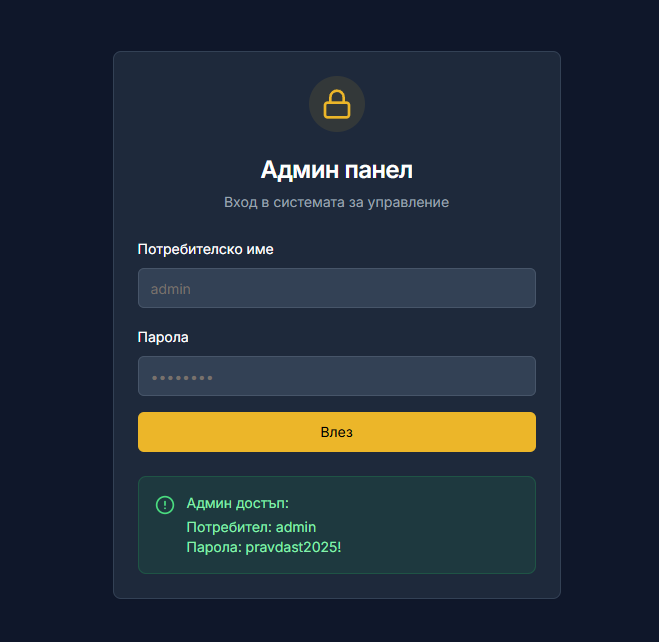 Админ панел
Вход в системата за управление
Потребителско име
admin
Парола
••••••••
Влез
Админ достъп:
Потребител: admin
Парола: pravdast2025!